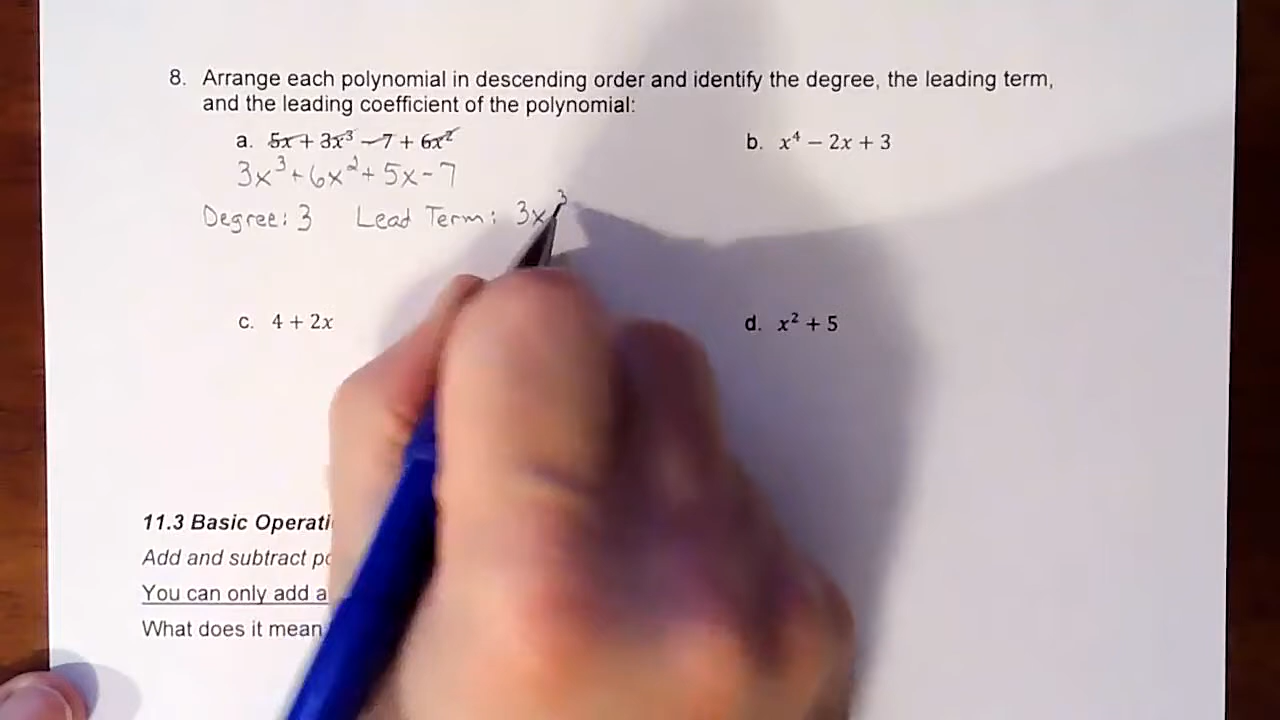 8. Arrange each polynomial in descending order and identify the degree, the leading term,
and the leading coefficient of the polynomial:
a. 5x + 3x³ – 7 + 6x²
3x³ + 6x² + 5x - 7
Degree: 3 Lead Term: 3x³
b. x⁴ – 2x + 3
c. 4 + 2x
d. x² + 5
11.3 Basic
Add and subtract
You can only add
What does it mean